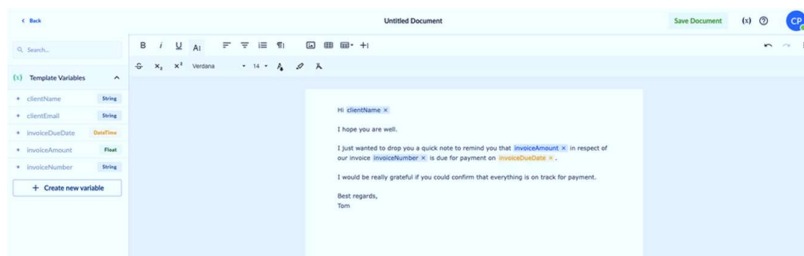 Back
Untitled Document
Save Document
(x)
CP
Search...
B i U A
Verdana 14
S X₂ X²
{x} Template Variables
clientName String
clientEmail String
invoiceDueDate DateTime
invoiceAmount Float
invoiceNumber String
+ Create new variable
Hi clientName ×
I hope you are well.
I just wanted to drop you a quick note to remind you that invoiceAmount × in respect of
our invoice invoiceNumber × is due for payment on invoiceDueDate ×.
I would be really grateful if you could confirm that everything is on track for payment.
Best regards,
Tom